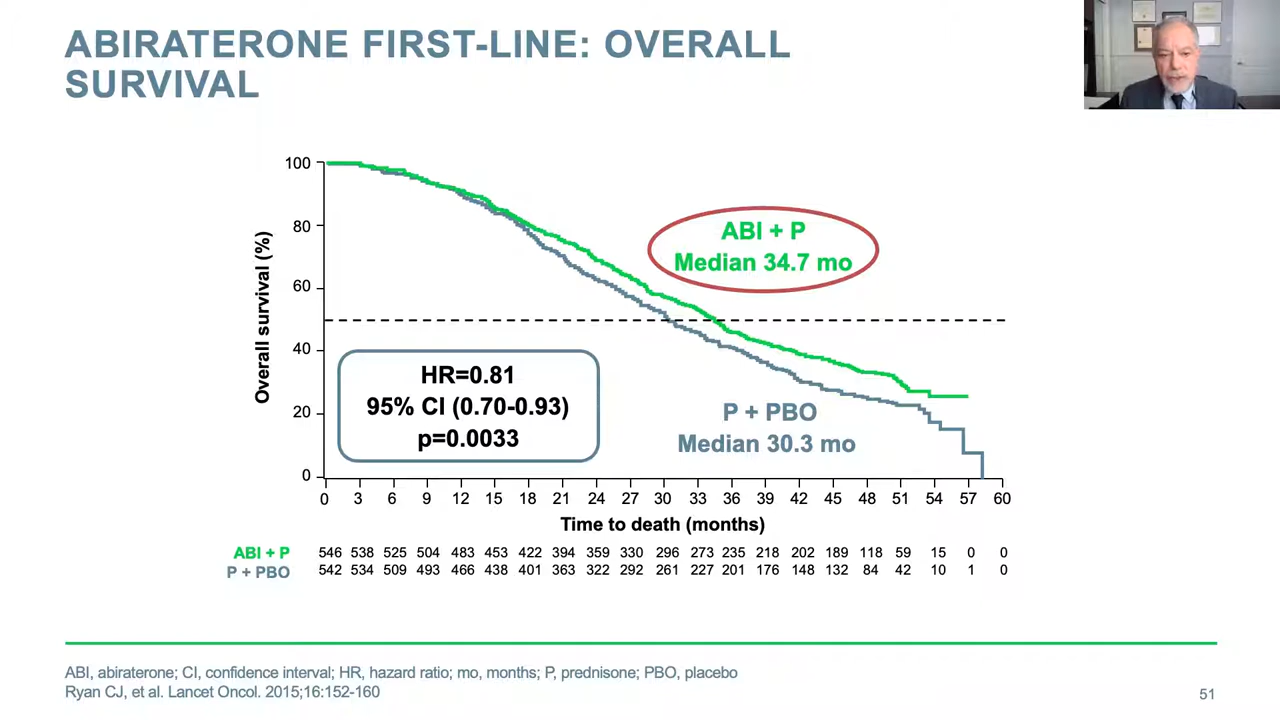 ABIRATERONE FIRST-LINE: OVERALL
SURVIVAL
Overall survival (%)
100
80
60
40
20
0
ABI + P
Median 34.7 mo
HR=0.81
95% CI (0.70-0.93)
p=0.0033
P + PBO
Median 30.3 mo
0 3 6 9 12 15 18 21 24 27 30 33 36 39 42 45 48 51 54 57 60
Time to death (months)
ABI + P 546 538 525 504 483 453 422 394 359 330 296 273 235 218 202 189 118 59 15 0 0
P + PBO 542 534 509 493 466 438 401 363 322 292 261 227 201 176 148 132 84 42 10 1 0
ABI, abiraterone; CI, confidence interval; HR, hazard ratio; mo, months; P, prednisone; PBO, placebo
Ryan CJ, et al. Lancet Oncol. 2015;16:152-160
51